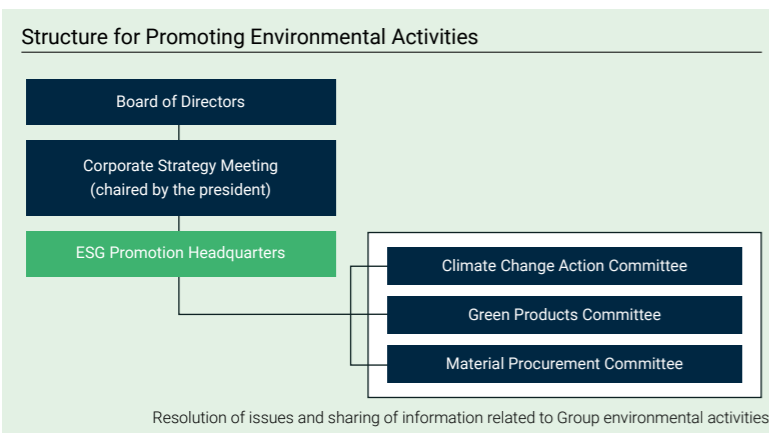 Structure for Promoting Environmental Activities
Board of Directors
Corporate Strategy Meeting
(chaired by the president)
ESG Promotion Headquarters
Climate Change Action Committee
Green Products Committee
Material Procurement Committee
Resolution of issues and sharing of information related to Group environmental activities